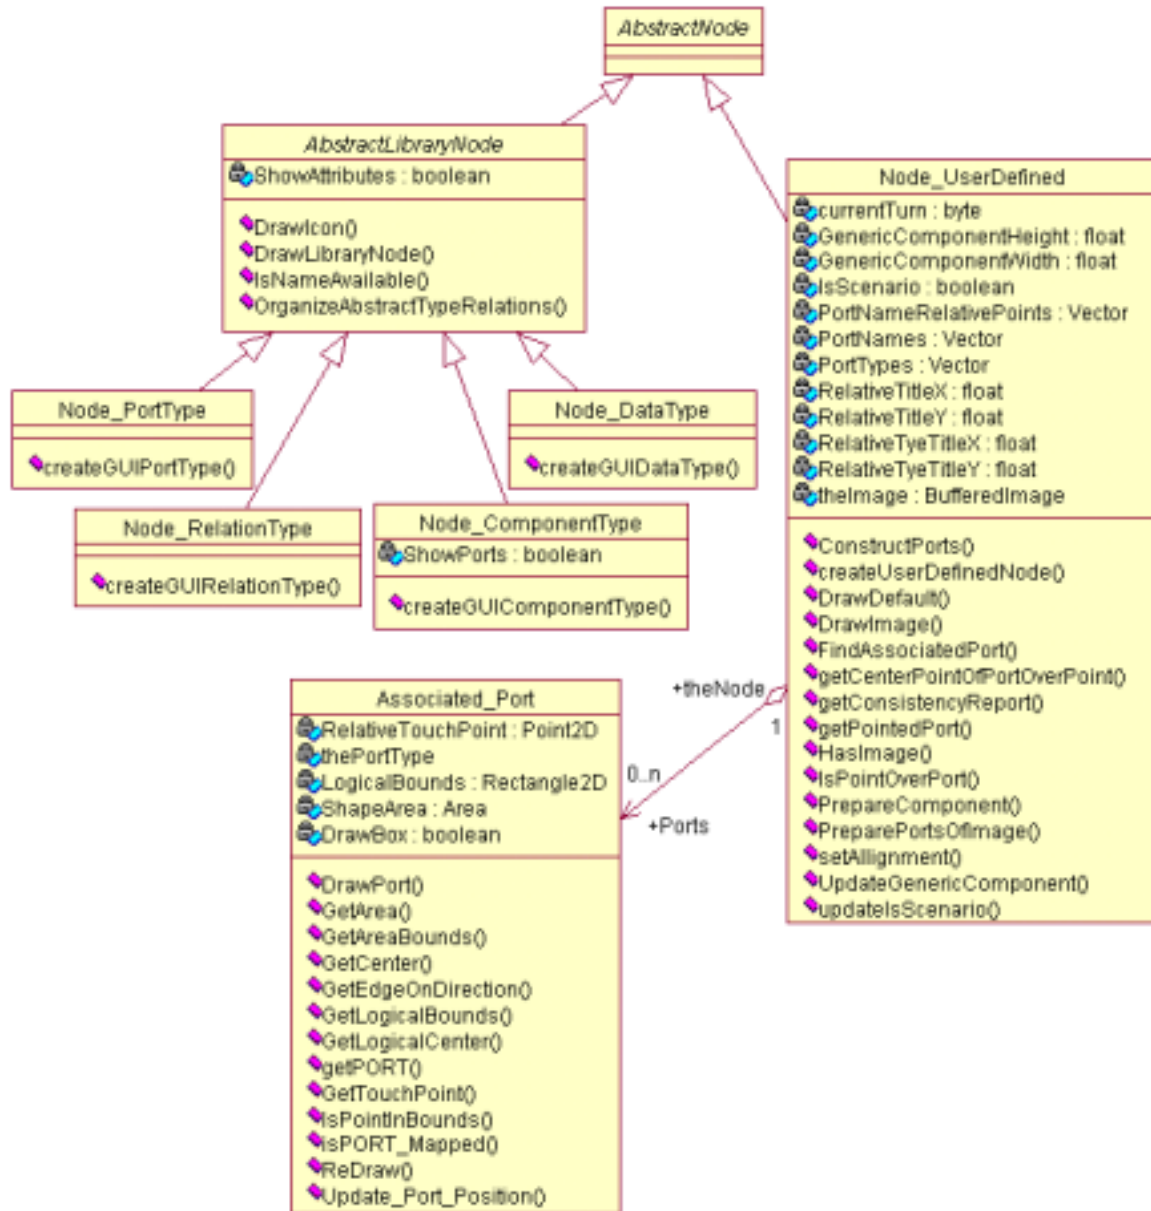 AbstractNode
AbstractLibraryNode
ShowAttributes : boolean
DrawIcon()
DrawLibraryNode()
IsNameAvailable()
OrganizeAbstractTypeRelations()
Node_UserDefined
currentTurn : byte
GenericComponentHeight : float
GenericComponentWidth : float
IsScenario : boolean
PortNameRelativePoints : Vector
PortNames : Vector
PortTypes : Vector
RelativeTitleX : float
RelativeTitleY : float
RelativeTyeTitleX : float
RelativeTyeTitleY : float
theImage : BufferedImage
ConstructPorts()
createUserDefinedNode()
DrawDefault()
DrawImage()
FindAssociatedPort()
getCenterPointOfPortOverPoint()
getConsistencyReport()
getPointedPort()
HasImage()
IsPointOverPort()
PrepareComponent()
PreparePortsOfImage()
setAllignment()
UpdateGenericComponent()
updateIsScenario()
Node_PortType
createGUIPortType()
Node_DataType
createGUIDataType()
Node_RelationType
createGUIRelationType()
Node_ComponentType
ShowPorts : boolean
createGUIComponentType()
+theNode
1
0..n
+Ports
Associated_Port
RelativeTouchPoint : Point2D
thePortType
LogicalBounds : Rectangle2D
ShapeArea : Area
DrawBox : boolean
DrawPort()
GetArea()
GetAreaBounds()
GetCenter()
GetEdgeOnDirection()
GetLogicalBounds()
GetLogicalCenter()
getPORT()
GetTouchPoint()
IsPointInBounds()
isPORT_Mapped()
ReDraw()
Update_Port_Position()